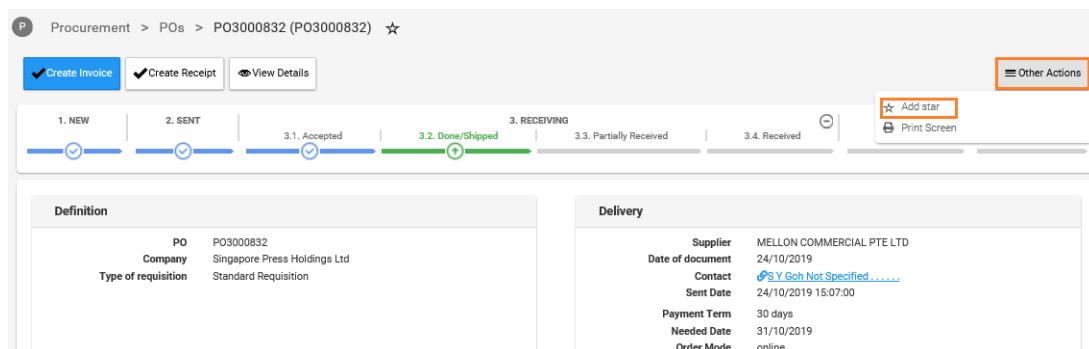 P Procurement > POs > PO3000832 (PO3000832)
Create Invoice Create Receipt View Details Other Actions
Add star
Print Screen
1. NEW 2. SENT 3. RECEIVING
3.1. Accepted 3.2. Done/Shipped 3.3. Partially Received 3.4. Received
Definition
PO PO3000832
Company Singapore Press Holdings Ltd
Type of requisition Standard Requisition
Delivery
Supplier MELLON COMMERCIAL PTE LTD
Date of document 24/10/2019
Contact S Y Goh Not Specified . . . . . .
Sent Date 24/10/2019 15:07:00
Payment Term 30 days
Needed Date 31/10/2019
Order Mode online